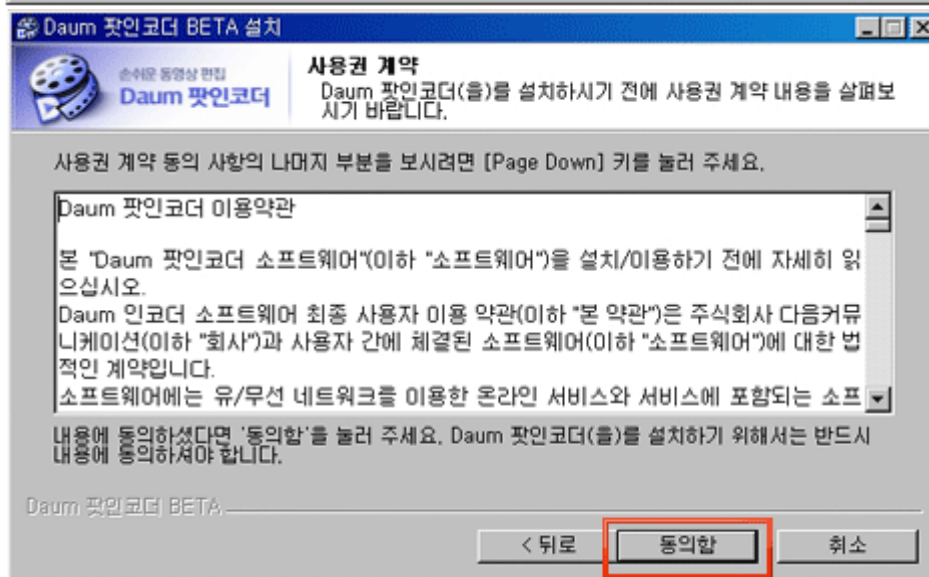 Daum 팟인코더 BETA 설치
손쉬운 동영상 편집
Daum 팟인코더
사용권 계약
Daum 팟인코더(을)를 설치하시기 전에 사용권 계약 내용을 살펴보
시기 바랍니다.
사용권 계약 동의 사항의 나머지 부분을 보시려면 [Page Down] 키를 눌러 주세요.
Daum 팟인코더 이용약관
본 "Daum 팟인코더 소프트웨어"(이하 "소프트웨어")을 설치/이용하기 전에 자세히 읽
으십시오.
Daum 인코더 소프트웨어 최종 사용자 이용 약관(이하 "본 약관")은 주식회사 다음커뮤
니케이션(이하 "회사")과 사용자 간에 체결된 소프트웨어(이하 "소프트웨어")에 대한 법
적인 계약입니다.
소프트웨어에는 유/무선 네트워크를 이용한 온라인 서비스와 서비스에 포함되는 소프
내용에 동의하셨다면 '동의함'을 눌러 주세요. Daum 팟인코더(을)를 설치하기 위해서는 반드시
내용에 동의하셔야 합니다.
Daum 팟인코더 BETA
< 뒤로
동의함
취소